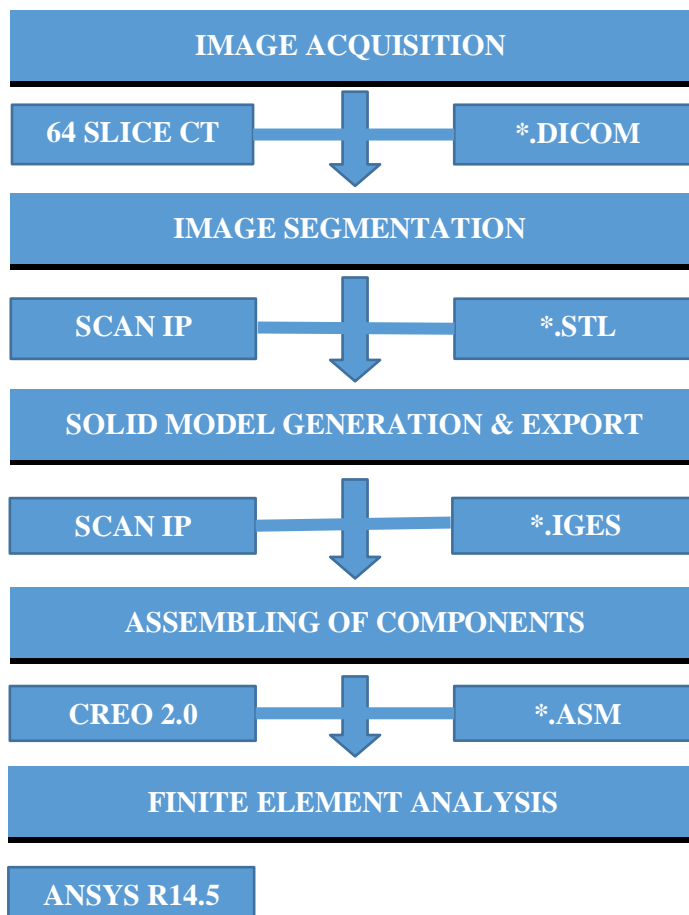 IMAGE ACQUISITION
64 SLICE CT
*.DICOM
IMAGE SEGMENTATION
SCAN IP
*.STL
SOLID MODEL GENERATION & EXPORT
SCAN IP
*.IGES
ASSEMBLING OF COMPONENTS
CREO 2.0
*.ASM
FINITE ELEMENT ANALYSIS
ANSYS R14.5